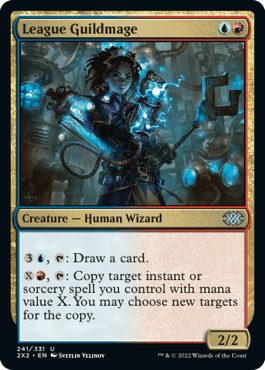 League Guildmage
Creature — Human Wizard
3, : Draw a card.
X, : Copy target instant or
sorcery spell you control with mana
value X. You may choose new targets
for the copy.
2/2
241/331 U
2X2 • EN SVETLIN VELINOV
™ & © 2022 Wizards of the Coast